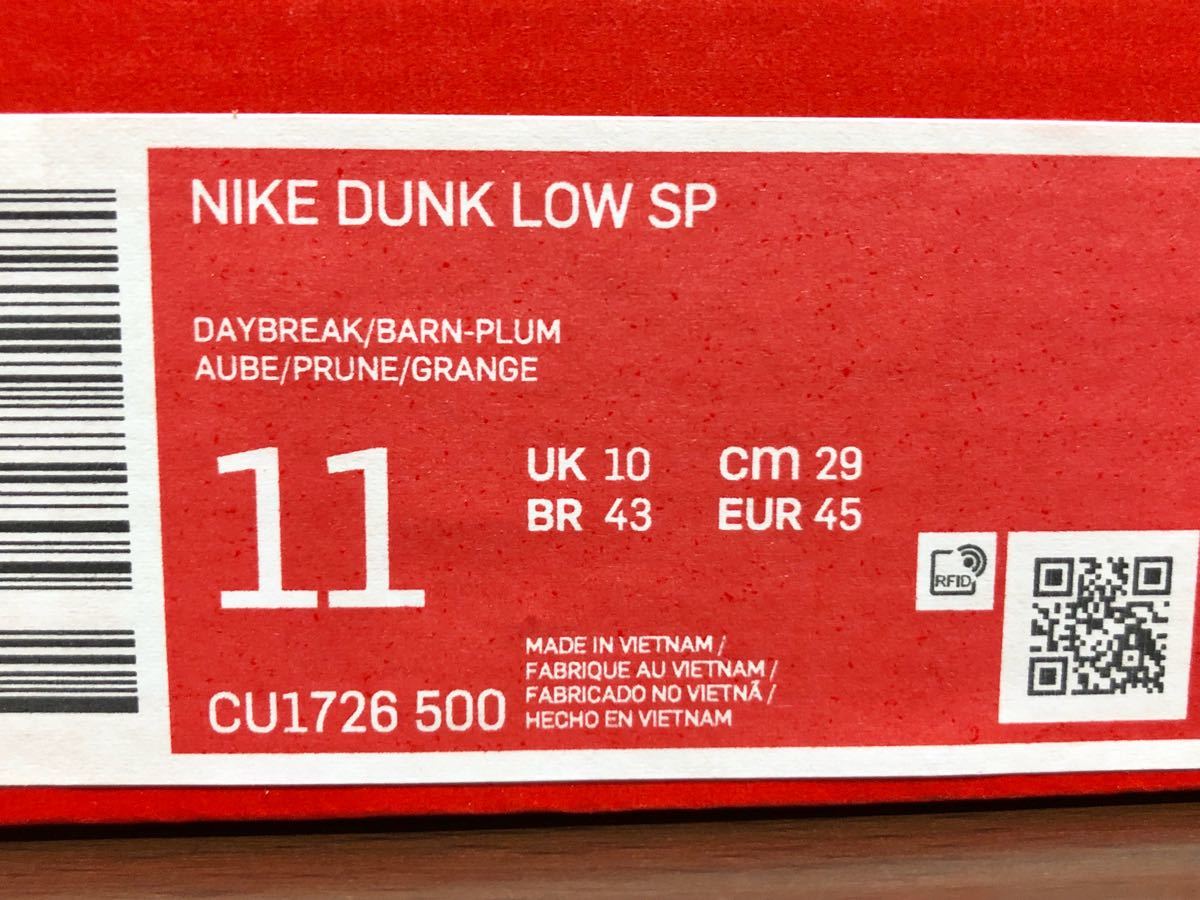 NIKE DUNK LOW SP
DAYBREAK/BARN-PLUM
AUBE/PRUNE/GRANGE
11
UK 10 cm 29
BR 43 EUR 45
RFID
CU1726 500
MADE IN VIETNAM /
FABRIQUE AU VIETNAM /
FABRICADO NO VIETNÃ /
HECHO EN VIETNAM